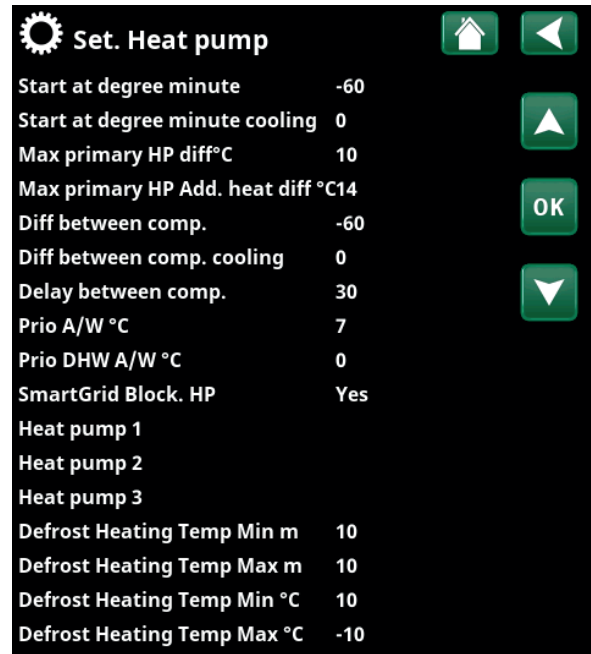 Set. Heat pump
Start at degree minute -60
Start at degree minute cooling 0
Max primary HP diff°C 10
Max primary HP Add. heat diff °C14
Diff between comp. -60
OK
Diff between comp. cooling 0
Delay between comp. 30
Prio A/W °C 7
Prio DHW A/W °C 0
SmartGrid Block. HP Yes
Heat pump 1
Heat pump 2
Heat pump 3
Defrost Heating Temp Min m 10
Defrost Heating Temp Max m 10
Defrost Heating Temp Min °C 10
Defrost Heating Temp Max °C -10